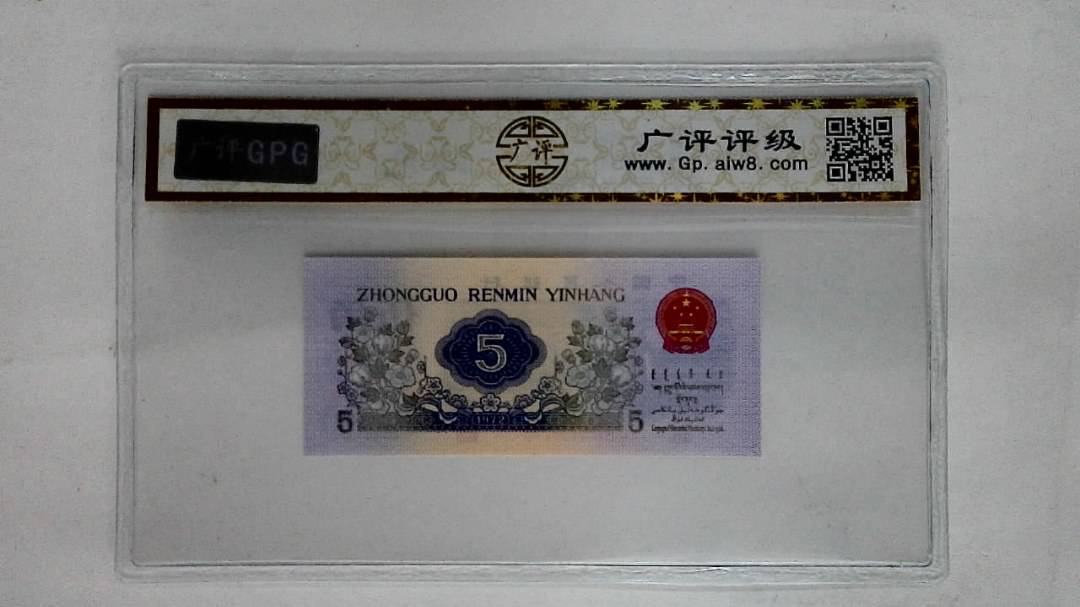 广评GPG
广评
广评评级
www.Gp.aiw8.com
ZHONGGUO RENMIN YINHANG
5
5 5
1972